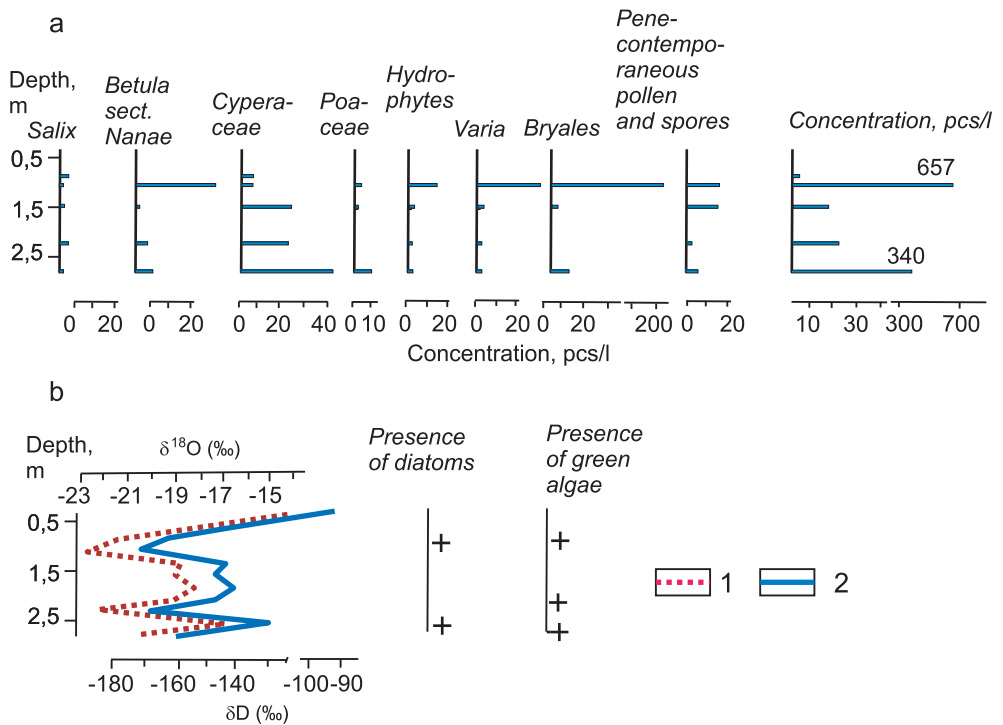 a
Depth,
m
Salix
Betula
sect.
Nanae
Cypera-
ceae
Poa-
ceae
Hydro-
phytes
Varia
Bryales
Pene-
contempo-
raneous
pollen
and spores
Concentration, pcs/l
0,5
1,5
2,5
657
340
0 20
0 20
0 20 40
0 10
0 20
0 20
0 200
0 20
10 30 300 700
Concentration, pcs/l
b
Depth,
m
δ18O (‰)
-23 -21 -19 -17 -15
0,5
1,5
2,5
-180 -160 -140 -100 -90
δD (‰)
Presence
of diatoms
Presence
of green
algae
1
2